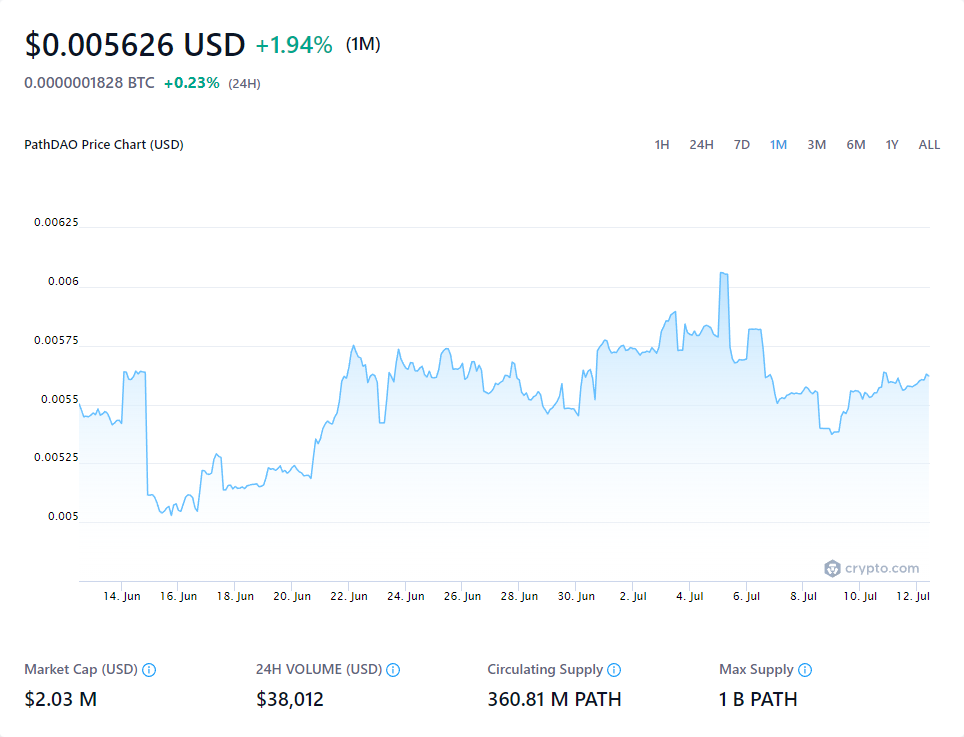 $0.005626 USD +1.94% (1M)
0.0000001828 BTC +0.23% (24H)
PathDAO Price Chart (USD) 1H 24H 7D 1M 3M 6M 1Y ALL
0.00625
0.006
0.00575
0.0055
0.00525
0.005
crypto.com
14. Jun 16. Jun 18. Jun 20. Jun 22. Jun 24. Jun 26. Jun 28. Jun 30. Jun 2. Jul 4. Jul 6. Jul 8. Jul 10. Jul 12. Jul
Market Cap (USD) 24H VOLUME (USD) Circulating Supply Max Supply
$2.03 M $38,012 360.81 M PATH 1 B PATH